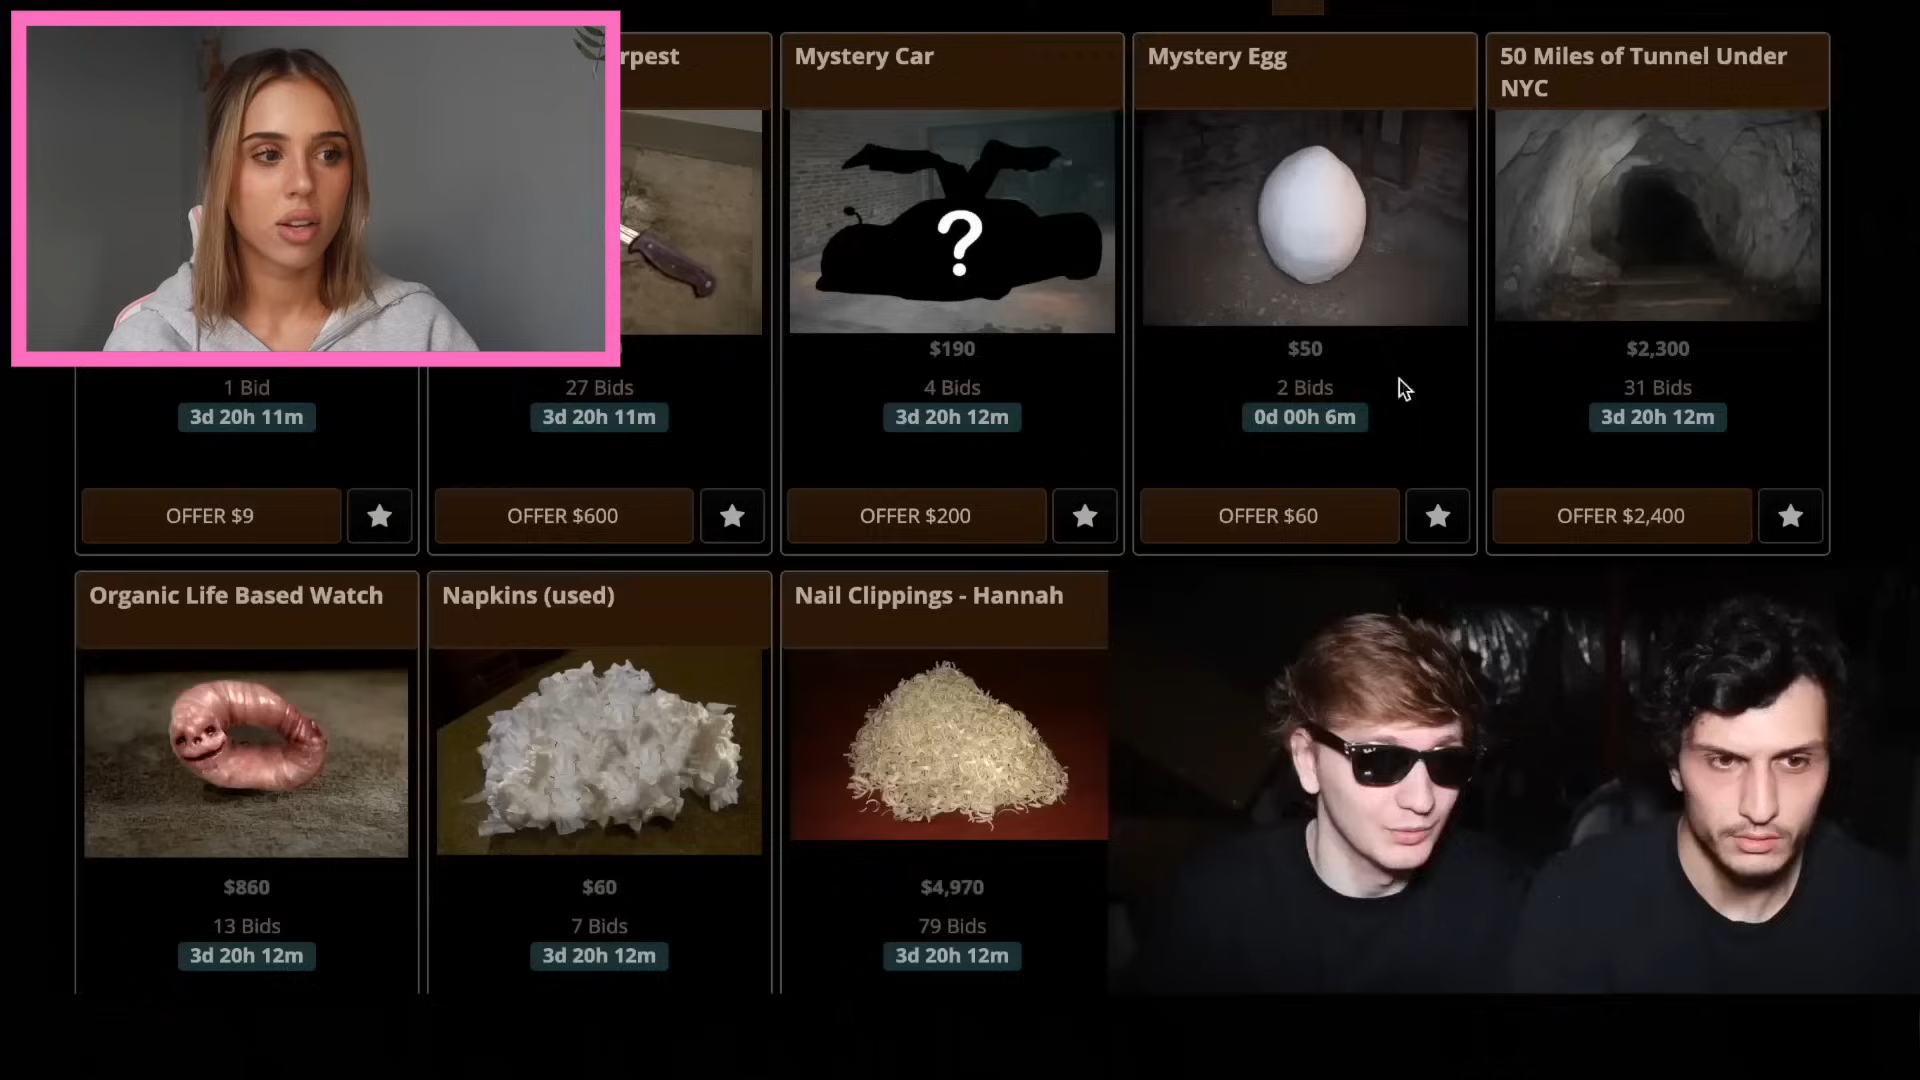 rpest
Mystery Car
Mystery Egg
50 Miles of Tunnel Under
NYC
?
$190
$50
$2,300
1 Bid
27 Bids
4 Bids
2 Bids
31 Bids
3d 20h 11m
3d 20h 11m
3d 20h 12m
0d 00h 6m
3d 20h 12m
OFFER $9
OFFER $600
OFFER $200
OFFER $60
OFFER $2,400
Organic Life Based Watch
Napkins (used)
Nail Clippings - Hannah
$860
$60
$4,970
13 Bids
7 Bids
79 Bids
3d 20h 12m
3d 20h 12m
3d 20h 12m